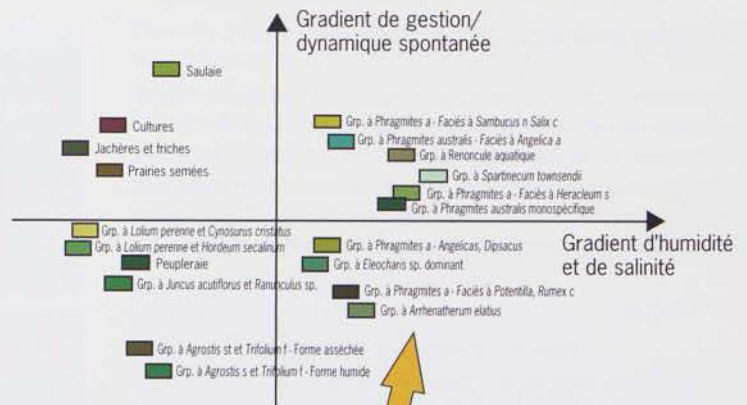 Gradient de gestion/
dynamique spontanée
Saulaie
Cultures
Jachères et friches
Prairies semées
Grp. à Phragmites a - Faciès à Sambucus n Salix c
Grp. à Phragmites australis - Faciès à Angelica a
Grp. à Renoncule aquatique
Grp. à Spartinecum townsendii
Grp. à Phragmites a - Faciès à Heracleum s
Grp. à Phragmites australis monospécifique
Gradient d'humidité
et de salinité
Grp. à Lolium perenne et Cynosurus cristatus
Grp. à Lolium perenne et Hordeum secalinum
Peupleraie
Grp. à Juncus acutiflorus et Ranunculus sp.
Grp. à Phragmites a - Angelicas, Dipsacus
Grp. à Eleocharis sp. dominant
Grp. à Phragmites a - Faciès à Potentilla, Rumex c
Grp. à Arrhenatherum elatius
Grp. à Agrostis st et Trifolium f - Forme asséchée
Grp. à Agrostis s et Trifolium f - Forme humide